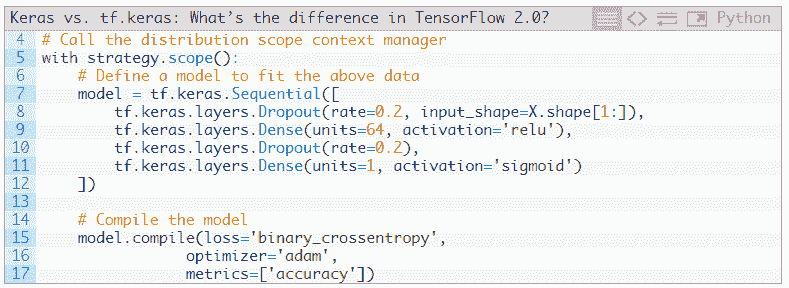 Keras vs. tf.keras: What's the difference in TensorFlow 2.0? <> Python
4 # Call the distribution scope context manager
5 with strategy.scope():
6     # Define a model to fit the above data
7     model = tf.keras.Sequential([
8         tf.keras.layers.Dropout(rate=0.2, input_shape=X.shape[1:]),
9         tf.keras.layers.Dense(units=64, activation='relu'),
10         tf.keras.layers.Dropout(rate=0.2),
11         tf.keras.layers.Dense(units=1, activation='sigmoid')
12     ])
13
14     # Compile the model
15     model.compile(loss='binary_crossentropy',
16                 optimizer='adam',
17                 metrics=['accuracy'])